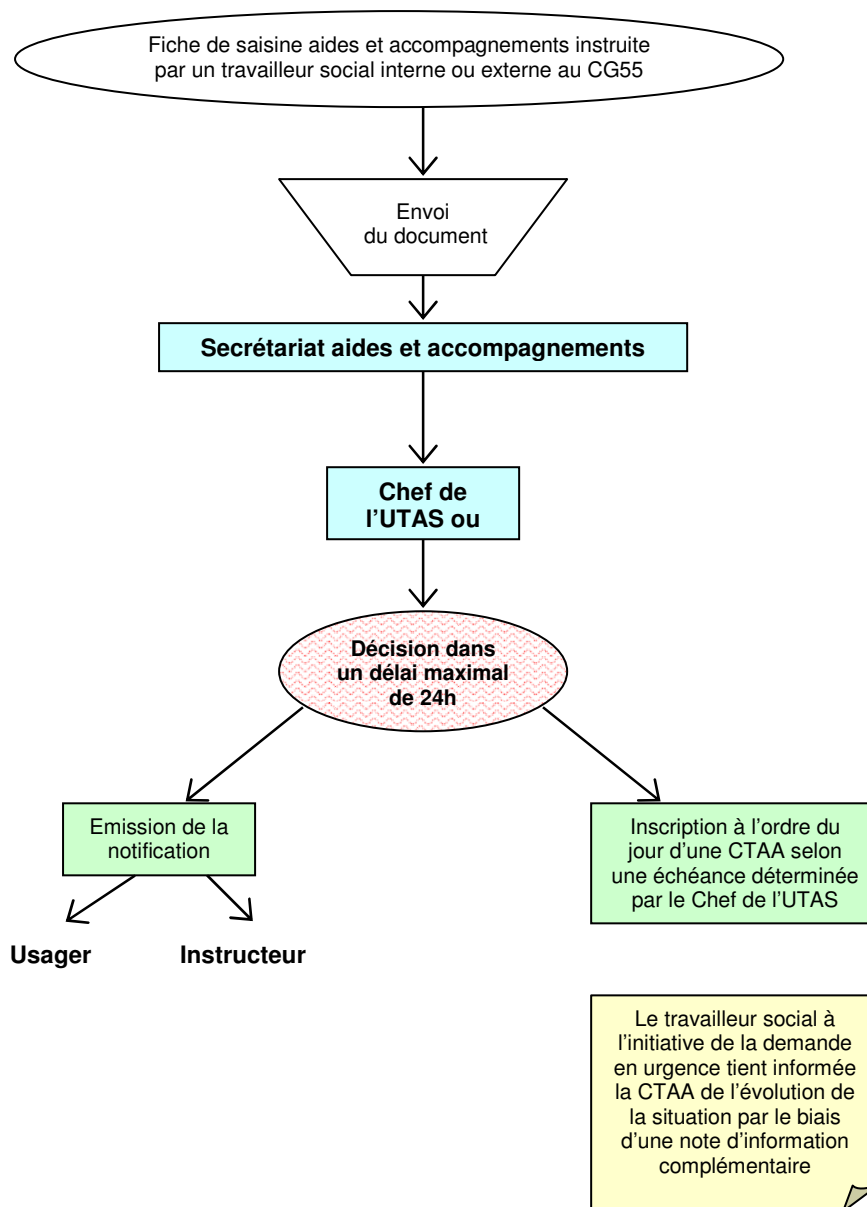 Fiche de saisine aides et accompagnements instruite
par un travailleur social interne ou externe au CG55
Envoi
du document
Secrétariat aides et accompagnements
Chef de
l’UTAS ou
Décision dans
un délai maximal
de 24h
Emission de la
notification
Inscription à l’ordre du
jour d’une CTAA selon
une échéance déterminée
par le Chef de l’UTAS
Usager
Instructeur
Le travailleur social à
l’initiative de la demande
en urgence tient informée
la CTAA de l’évolution de
la situation par le biais
d’une note d’information
complémentaire